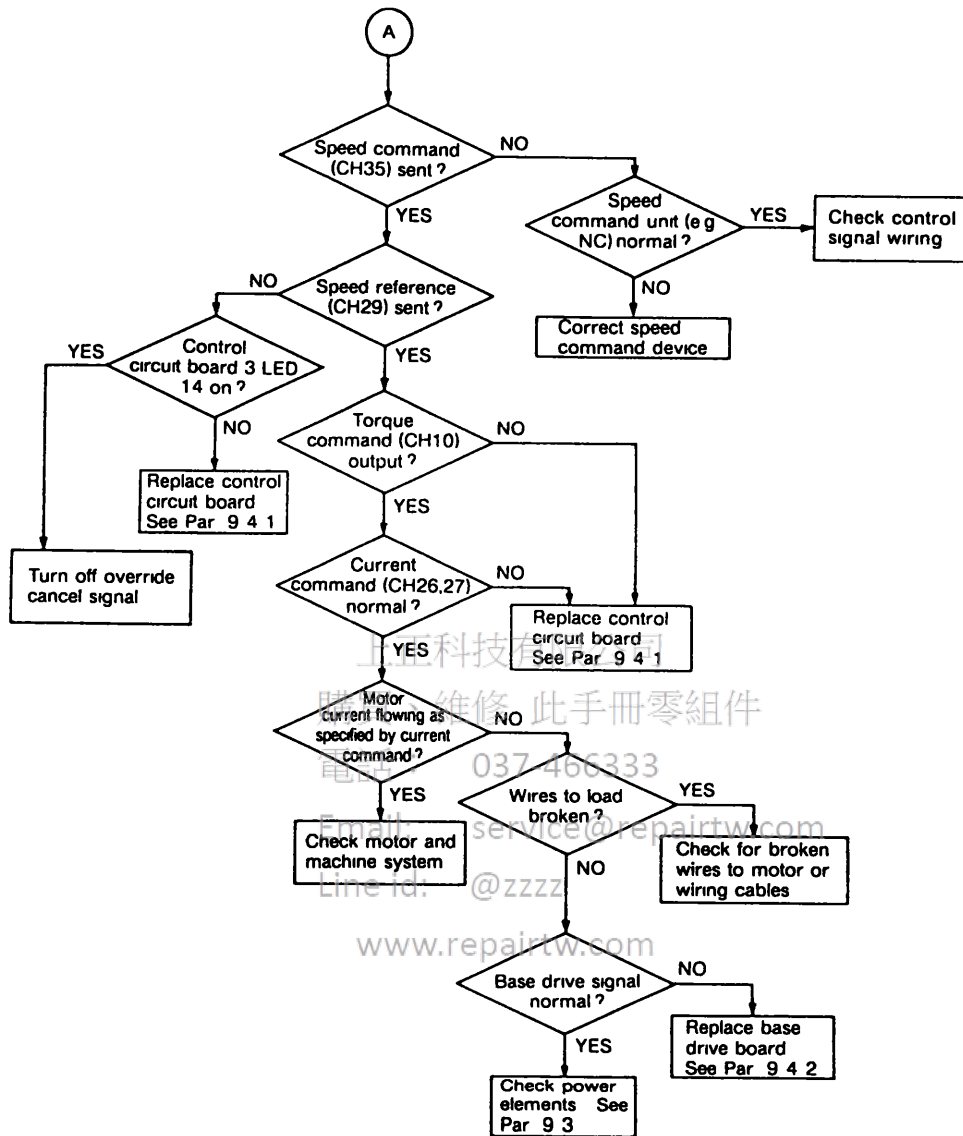 A
Speed command
(CH35) sent ?
NO
YES
Speed
command unit (e g
NC) normal ?
YES
Check control
signal wiring
NO
Correct speed
command device
Speed reference
(CH29) sent ?
NO
YES
Control
circuit board 3 LED
14 on ?
YES
NO
Replace control
circuit board
See Par 9 4 1
Turn off override
cancel signal
Torque
command (CH10)
output ?
NO
YES
Current
command (CH26,27)
normal ?
NO
YES
Replace control
circuit board
See Par 9 4 1
上正科技有限公司
Motor
current flowing as
specified by current
command ?
NO
YES
購買、維修 此手冊零組件
電話： 037-466333
Check motor and
machine system
Wires to load
broken ?
YES
NO
Check for broken
wires to motor or
wiring cables
Email: service@repairtw.com
Line id: @zzzz
www.repairtw.com
Base drive signal
normal ?
NO
YES
Replace base
drive board
See Par 9 4 2
Check power
elements See
Par 9 3